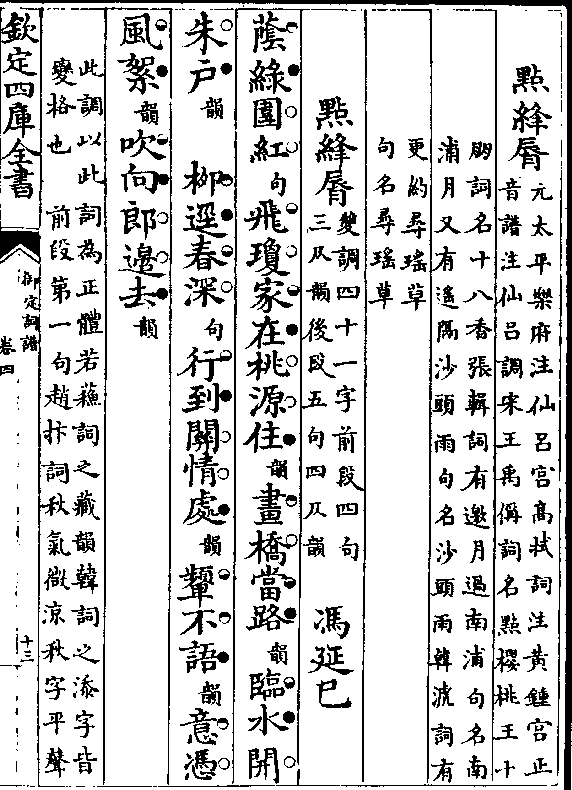 點絳脣 元太平樂府注仙呂宮高拭詞注黃鍾宮正
音譜注仙呂調宋王禹偁詞名點櫻桃王十
朋詞名十八香張輯詞有邀月過南浦句名南
浦月又有遙隔沙頭雨句名沙頭雨韓淲詞有
更約尋瑤草
句名尋瑤草
點絳脣 雙調四十一字前段四句
三仄韻後段五句四仄韻 馮延巳
蔭綠圍紅句飛瓊家在桃源住韻畫橋當路韻臨水開
朱户韻 柳逕春深句行到關情處韻顰不語韻意憑
風絮韻吹向郎邊去韻
此調以此詞為正體若蘇詞之藏韻韓詞之添字皆
變格也 前段第一句趙抃詞秋氣微涼秋字平聲
欽定四庫全書
御定詞譜
卷四
十三